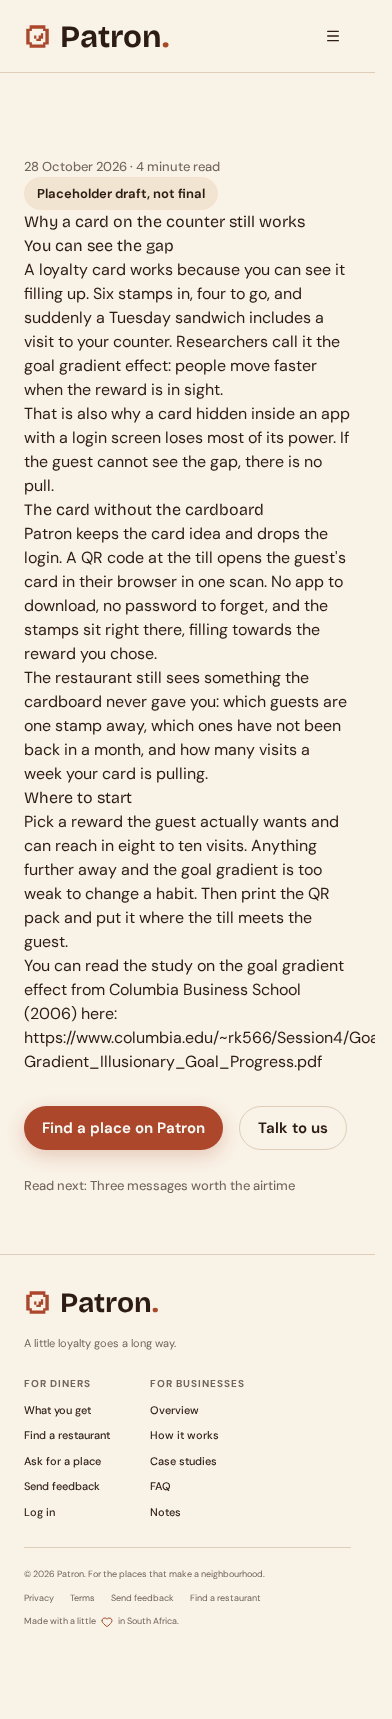 Patron.
28 October 2026 · 4 minute read
Placeholder draft, not final
Why a card on the counter still works
You can see the gap
A loyalty card works because you can see it
filling up. Six stamps in, four to go, and
suddenly a Tuesday sandwich includes a
visit to your counter. Researchers call it the
goal gradient effect: people move faster
when the reward is in sight.
That is also why a card hidden inside an app
with a login screen loses most of its power. If
the guest cannot see the gap, there is no
pull.
The card without the cardboard
Patron keeps the card idea and drops the
login. A QR code at the till opens the guest's
card in their browser in one scan. No app to
download, no password to forget, and the
stamps sit right there, filling towards the
reward you chose.
The restaurant still sees something the
cardboard never gave you: which guests are
one stamp away, which ones have not been
back in a month, and how many visits a
week your card is pulling.
Where to start
Pick a reward the guest actually wants and
can reach in eight to ten visits. Anything
further away and the goal gradient is too
weak to change a habit. Then print the QR
pack and put it where the till meets the
guest.
You can read the study on the goal gradient
effect from Columbia Business School
(2006) here:
https://www.columbia.edu/~rk566/Session4/Goa
Gradient_Illusionary_Goal_Progress.pdf
Find a place on Patron Talk to us
Read next: Three messages worth the airtime
Patron.
A little loyalty goes a long way.
FOR DINERS
What you get
Find a restaurant
Ask for a place
Send feedback
Log in
FOR BUSINESSES
Overview
How it works
Case studies
FAQ
Notes
© 2026 Patron. For the places that make a neighbourhood.
Privacy Terms Send feedback Find a restaurant
Made with a little in South Africa.